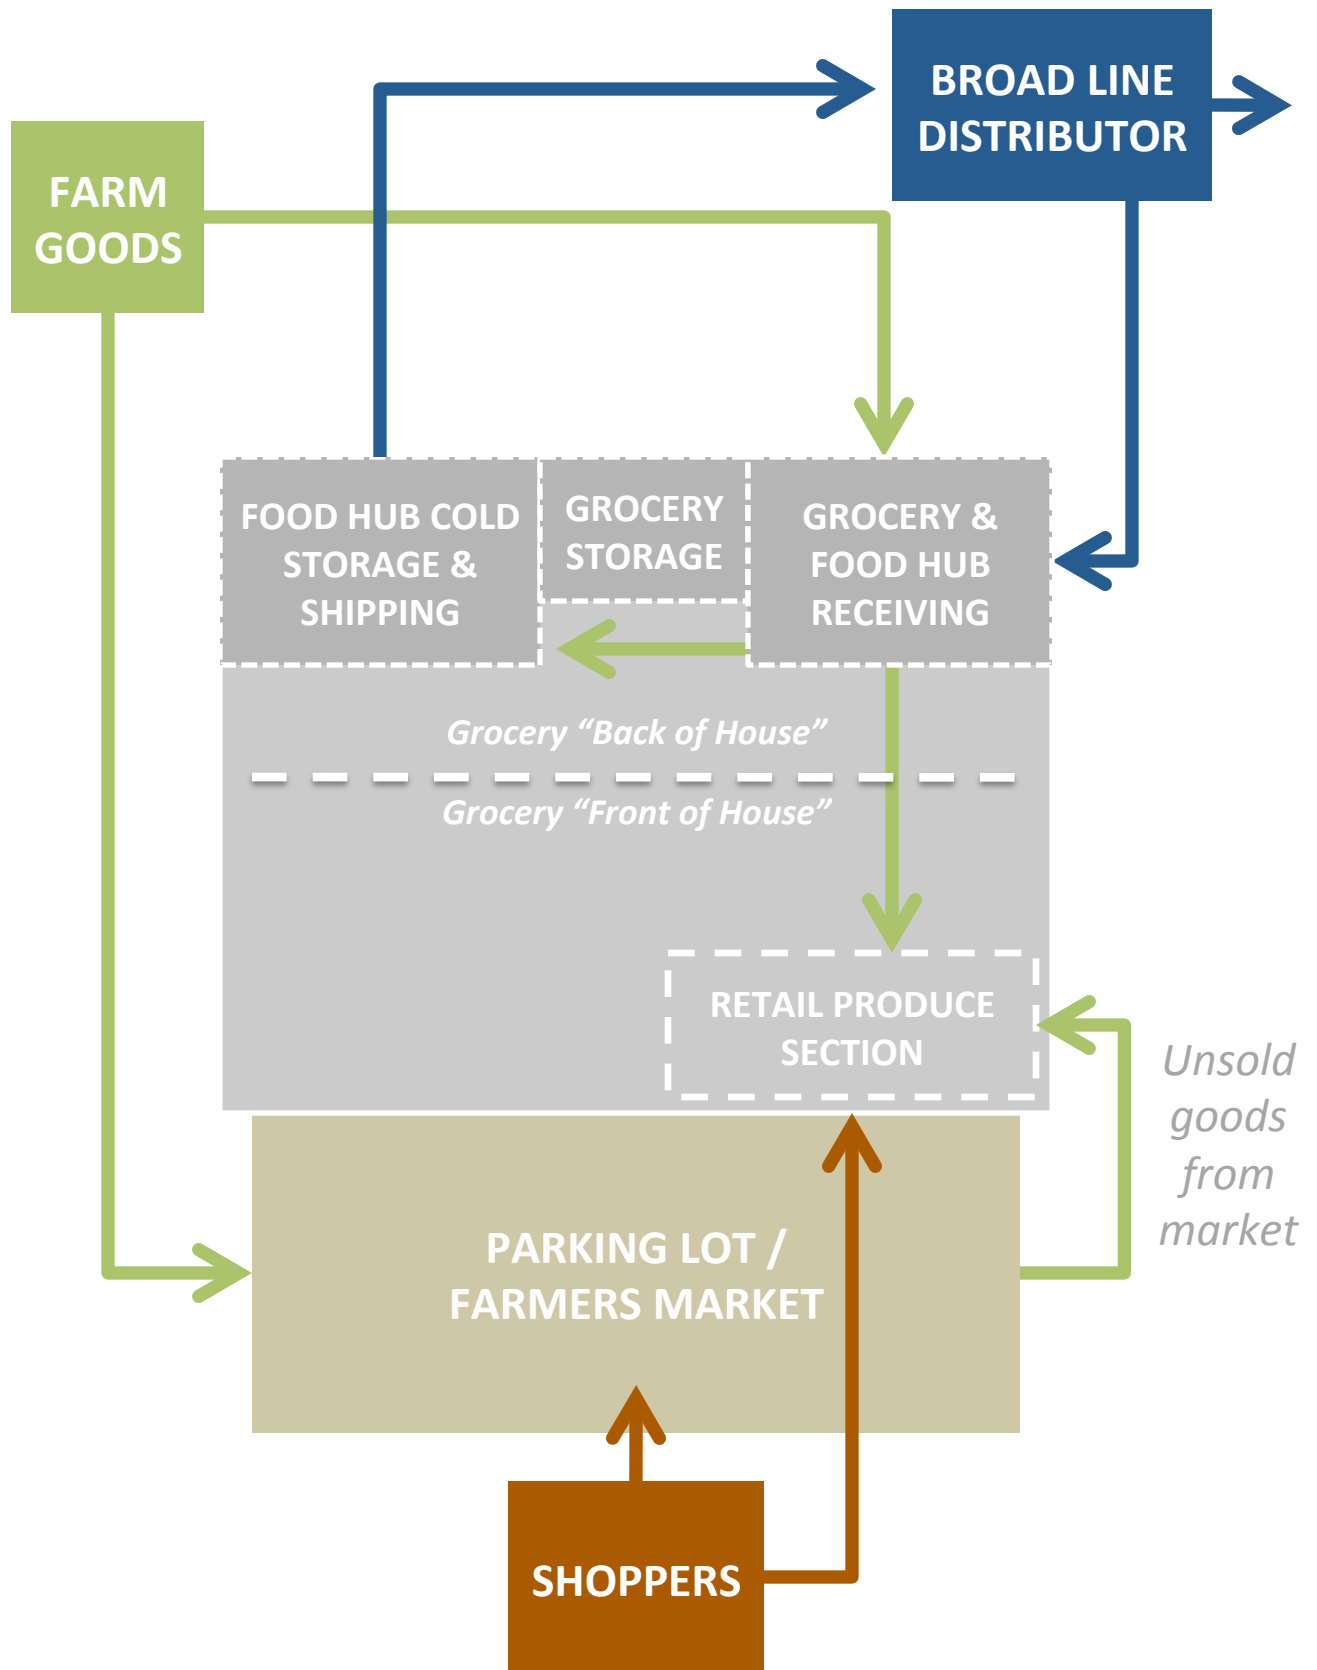 BROAD LINE
DISTRIBUTOR
FARM
GOODS
FOOD HUB COLD
STORAGE &
SHIPPING
GROCERY
STORAGE
GROCERY &
FOOD HUB
RECEIVING
Grocery “Back of House”
Grocery “Front of House”
RETAIL PRODUCE
SECTION
Unsold
goods
from
market
PARKING LOT /
FARMERS MARKET
SHOPPERS